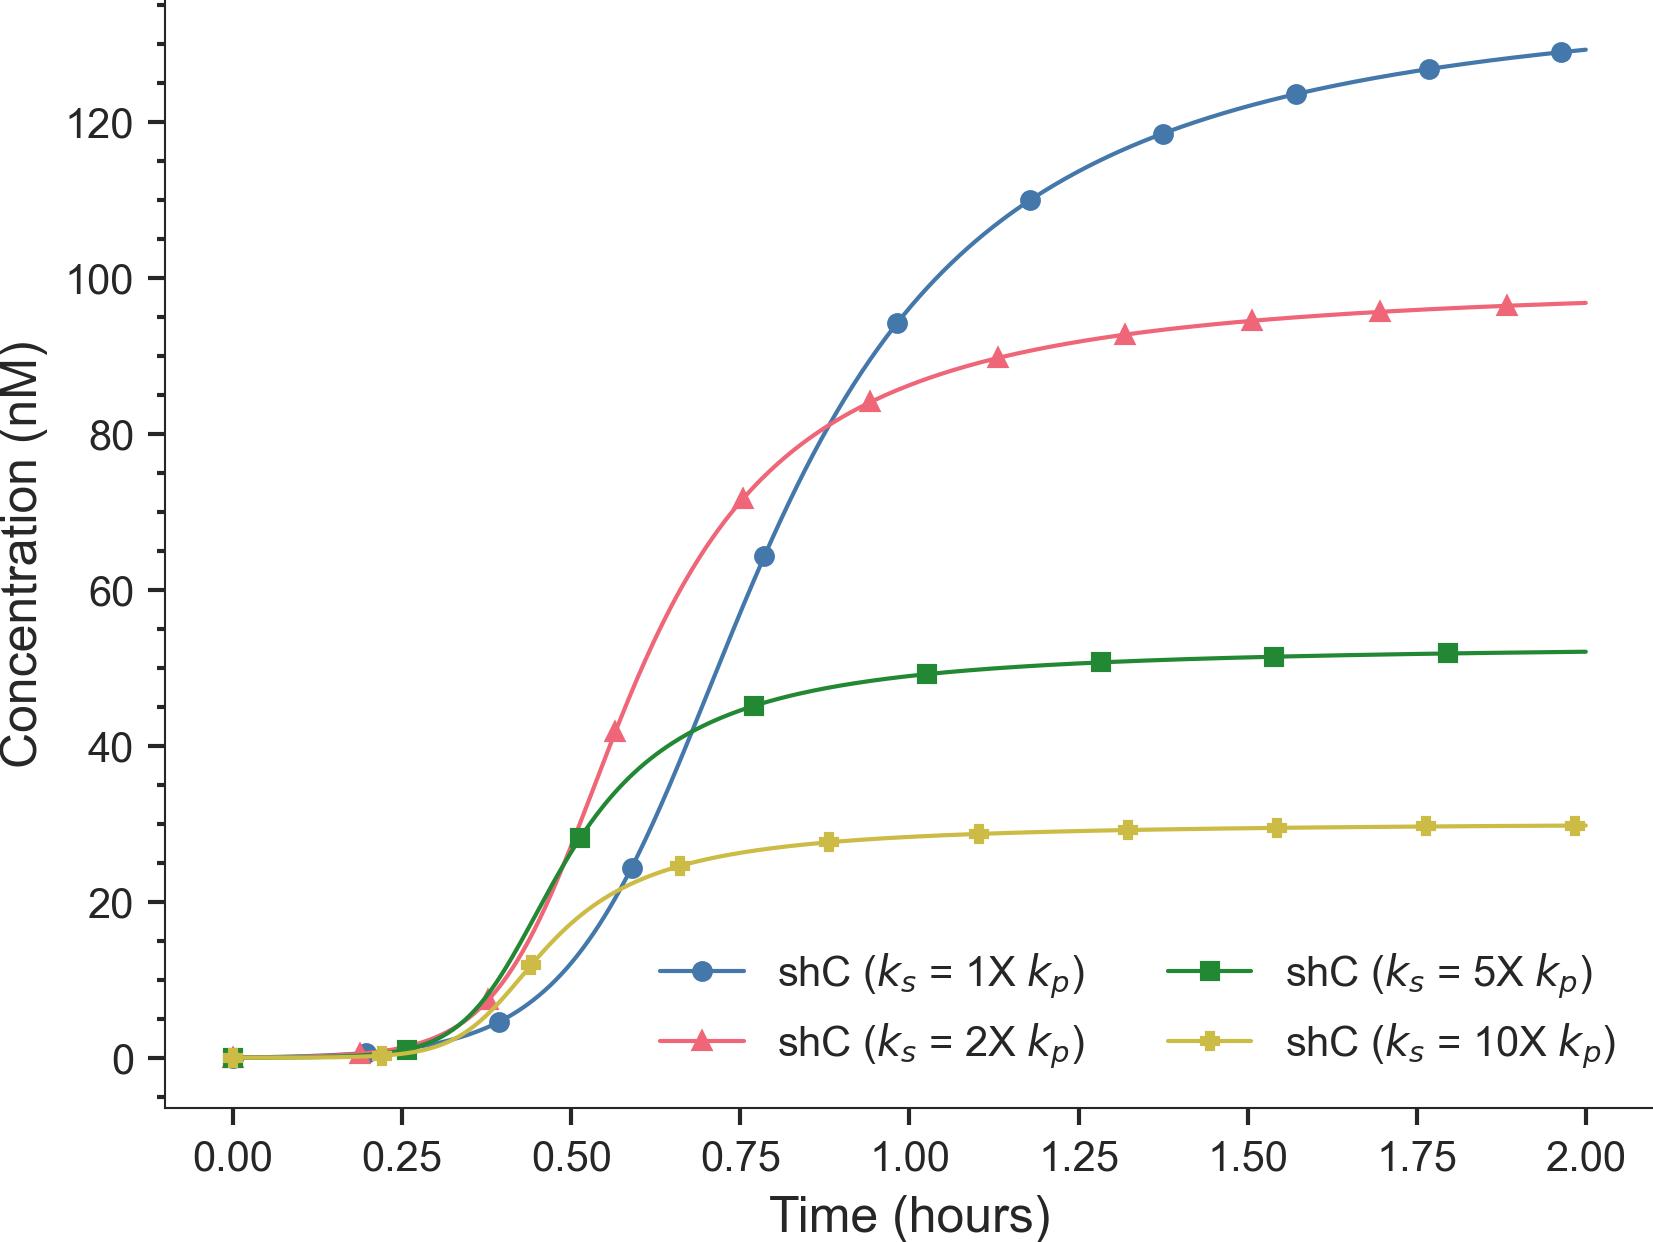 Concentration (nM)
120
100
80
60
40
20
0
shC (kₛ = 1X kₚ)
shC (kₛ = 2X kₚ)
shC (kₛ = 5X kₚ)
shC (kₛ = 10X kₚ)
0.00 0.25 0.50 0.75 1.00 1.25 1.50 1.75 2.00
Time (hours)